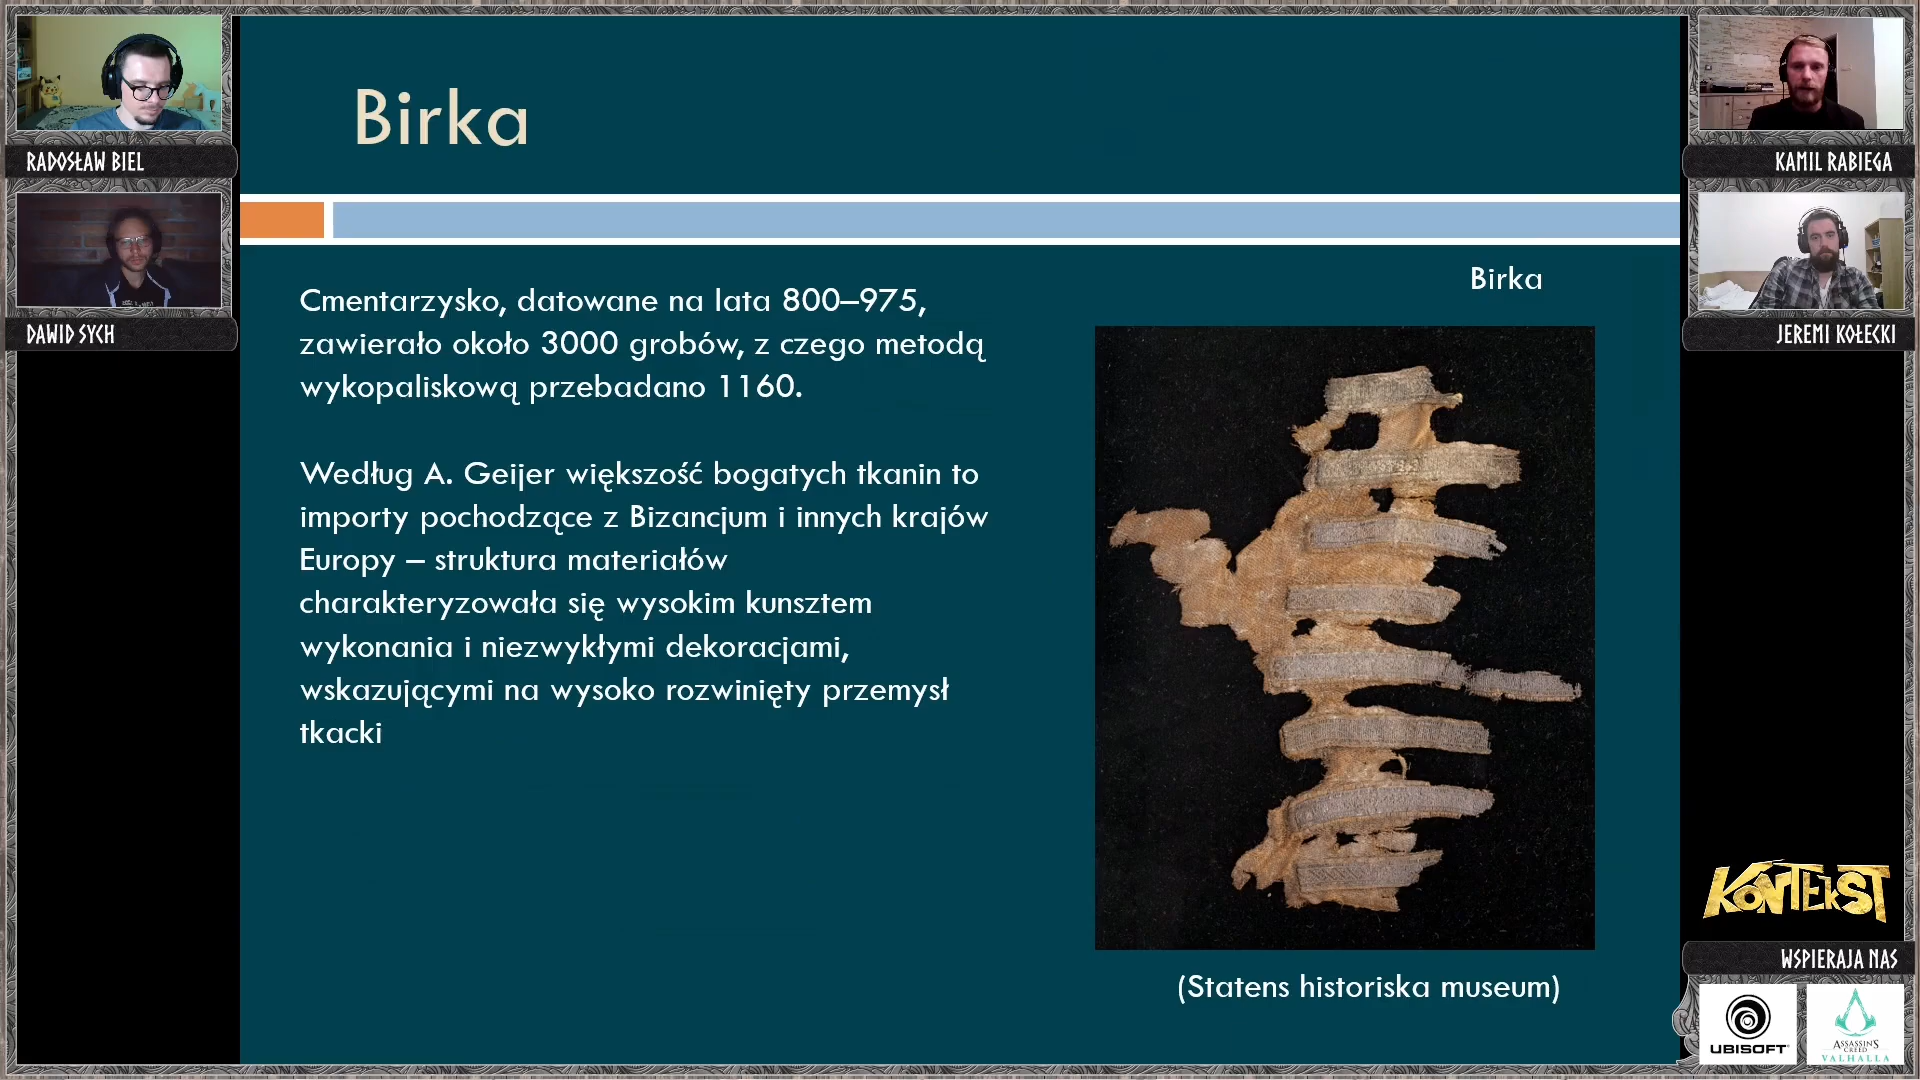 RADOSŁAW BIEL
DAWID SYCH
Birka
Cmentarzysko, datowane na lata 800–975,
zawierało około 3000 grobów, z czego metodą
wykopaliskową przebadano 1160.
Według A. Geijer większość bogatych tkanin to
importy pochodzące z Bizancjum i innych krajów
Europy – struktura materiałów
charakteryzowała się wysokim kunsztem
wykonania i niezwykłymi dekoracjami,
wskazującymi na wysoko rozwinięty przemysł
tkacki
Birka
(Statens historiska museum)
KAMIL RABIEGA
JEREMI KOŁECKI
KONTEKST
WSPIERAJA NAS
UBISOFT
ASSASSIN'S
CREED
VALHALLA